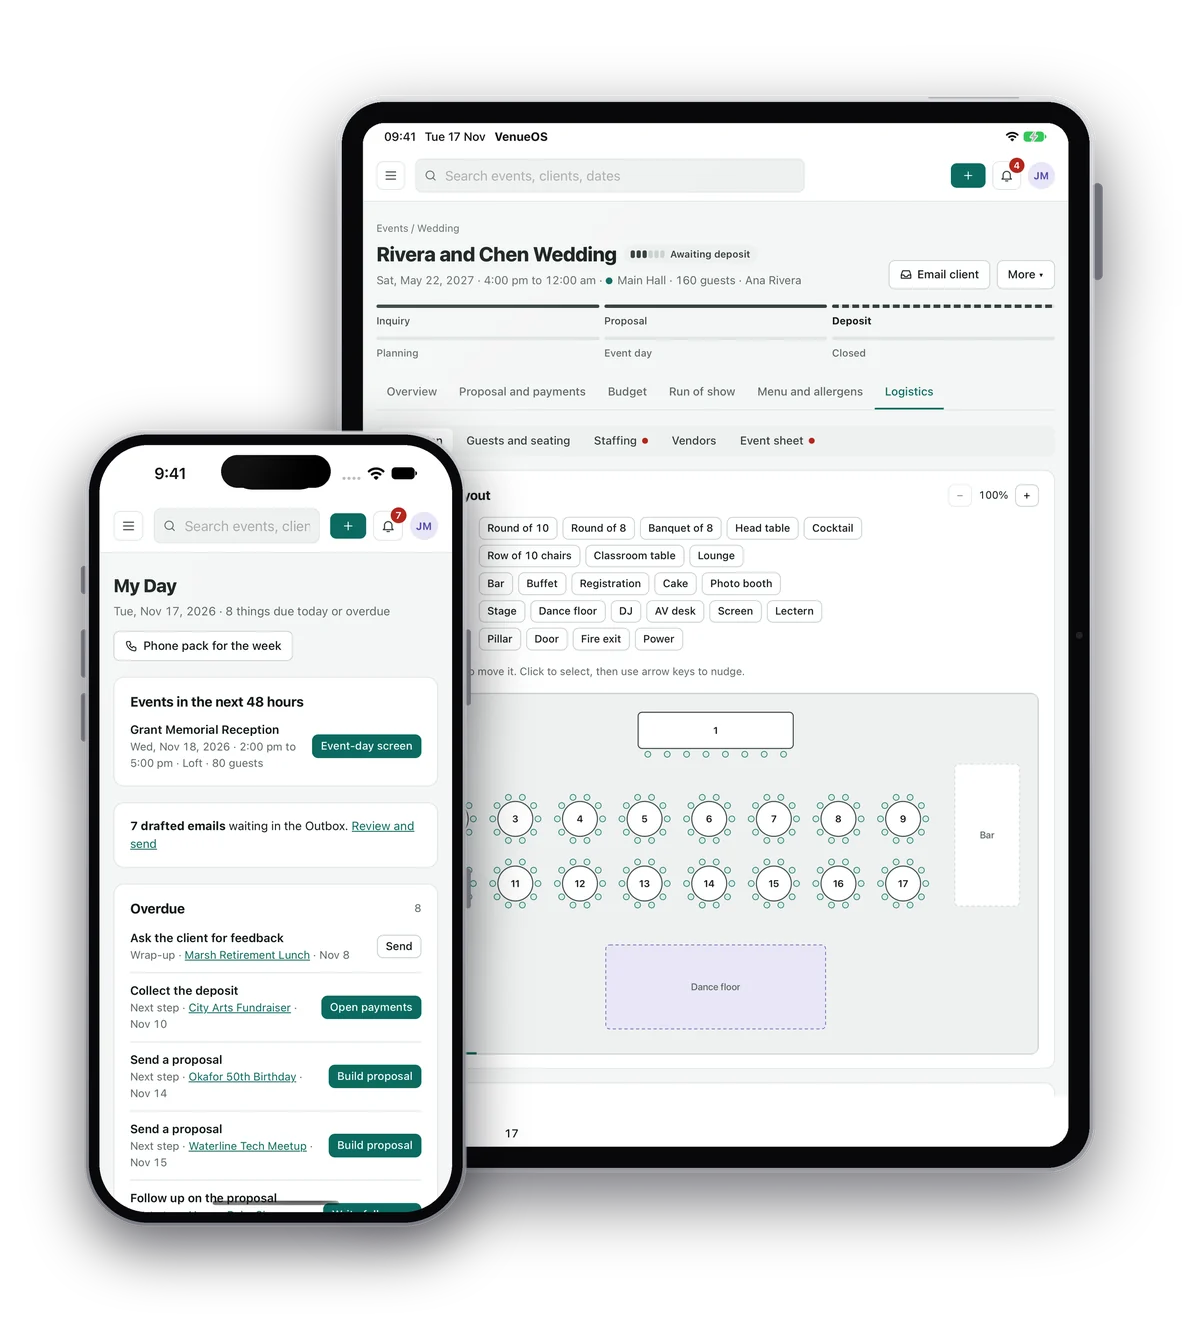 09:41 Tue 17 Nov VenueOS
Search events, clients, dates
+
4
JM
Events / Wedding
Rivera and Chen Wedding
Awaiting deposit
Sat, May 22, 2027 · 4:00 pm to 12:00 am · Main Hall · 160 guests · Ana Rivera
Email client
More
Inquiry
Proposal
Deposit
Planning
Event day
Closed
Overview
Proposal and payments
Budget
Run of show
Menu and allergens
Logistics
Guests and seating
Staffing
Vendors
Event sheet
− 100% +
Round of 10
Round of 8
Banquet of 8
Head table
Cocktail
Row of 10 chairs
Classroom table
Lounge
Bar
Buffet
Registration
Cake
Photo booth
Stage
Dance floor
DJ
AV desk
Screen
Lectern
Pillar
Door
Fire exit
Power
move it. Click to select, then use arrow keys to nudge.
1
3 4 5 6 7 8 9
Bar
11 12 13 14 15 16 17
Dance floor
17
9:41
Search events, clien
+
7
JM
My Day
Tue, Nov 17, 2026 · 8 things due today or overdue
Phone pack for the week
Events in the next 48 hours
Grant Memorial Reception
Wed, Nov 18, 2026 · 2:00 pm to
5:00 pm · Loft · 80 guests
Event-day screen
7 drafted emails waiting in the Outbox. Review and
send
Overdue
8
Ask the client for feedback
Wrap-up · Marsh Retirement Lunch · Nov 8
Send
Collect the deposit
Next step · City Arts Fundraiser ·
Nov 10
Open payments
Send a proposal
Next step · Okafor 50th Birthday ·
Nov 14
Build proposal
Send a proposal
Next step · Waterline Tech Meetup ·
Nov 15
Build proposal
Follow up on the proposal